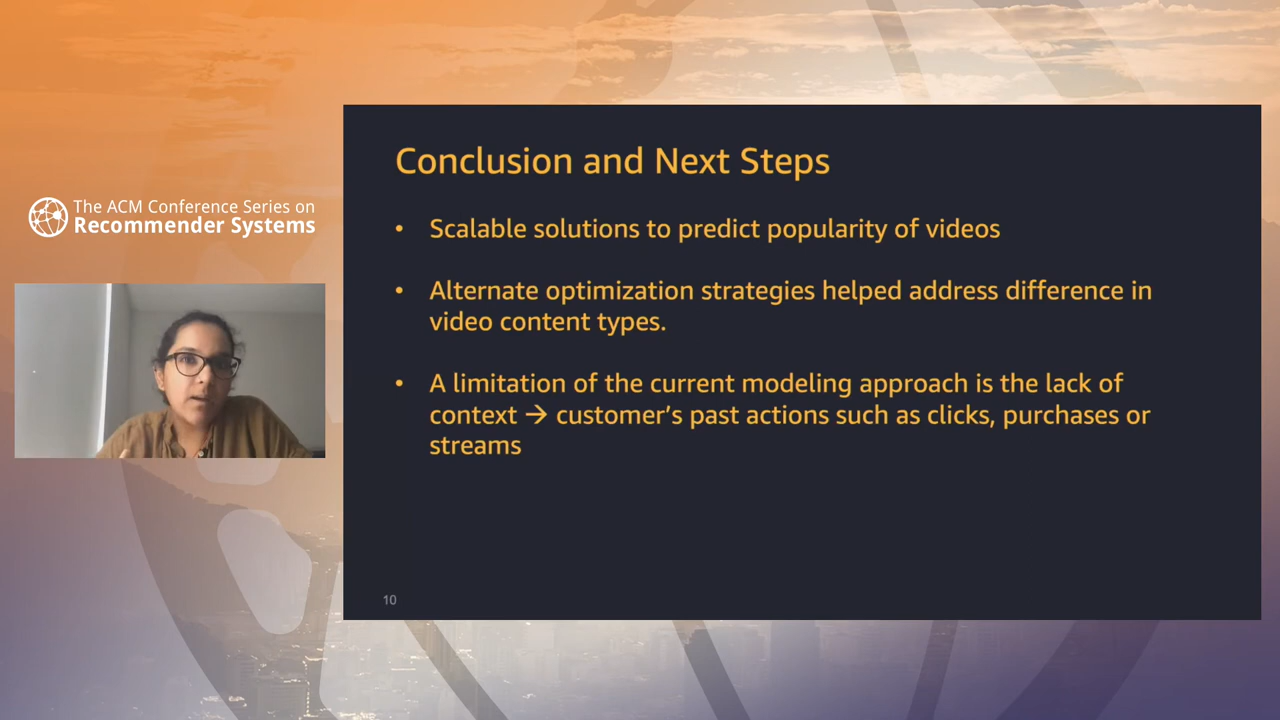 The ACM Conference Series on
Recommender Systems
Conclusion and Next Steps
• Scalable solutions to predict popularity of videos
• Alternate optimization strategies helped address difference in
video content types.
• A limitation of the current modeling approach is the lack of
context → customer's past actions such as clicks, purchases or
streams
10